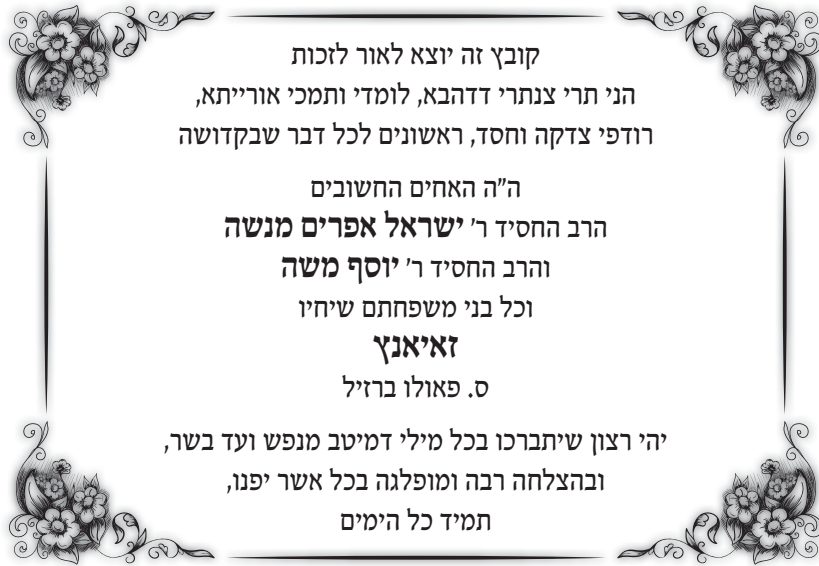 קובץ זה יוצא לאור לזכות
הני תרי צנתרי דדהבא, לומדי ותמכי אורייתא,
רודפי צדקה וחסד, ראשונים לכל דבר שבקדושה
ה"ה האחים החשובים
הרב החסיד ר' ישראל אפרים מנשה
והרב החסיד ר' יוסף משה
וכל בני משפחתם שיחיו
זאיאנץ
ס. פאולו ברזיל
יהי רצון שיתברכו בכל מילי דמיטב מנפש ועד בשר,
ובהצלחה רבה ומופלגה בכל אשר יפנו,
תמיד כל הימים